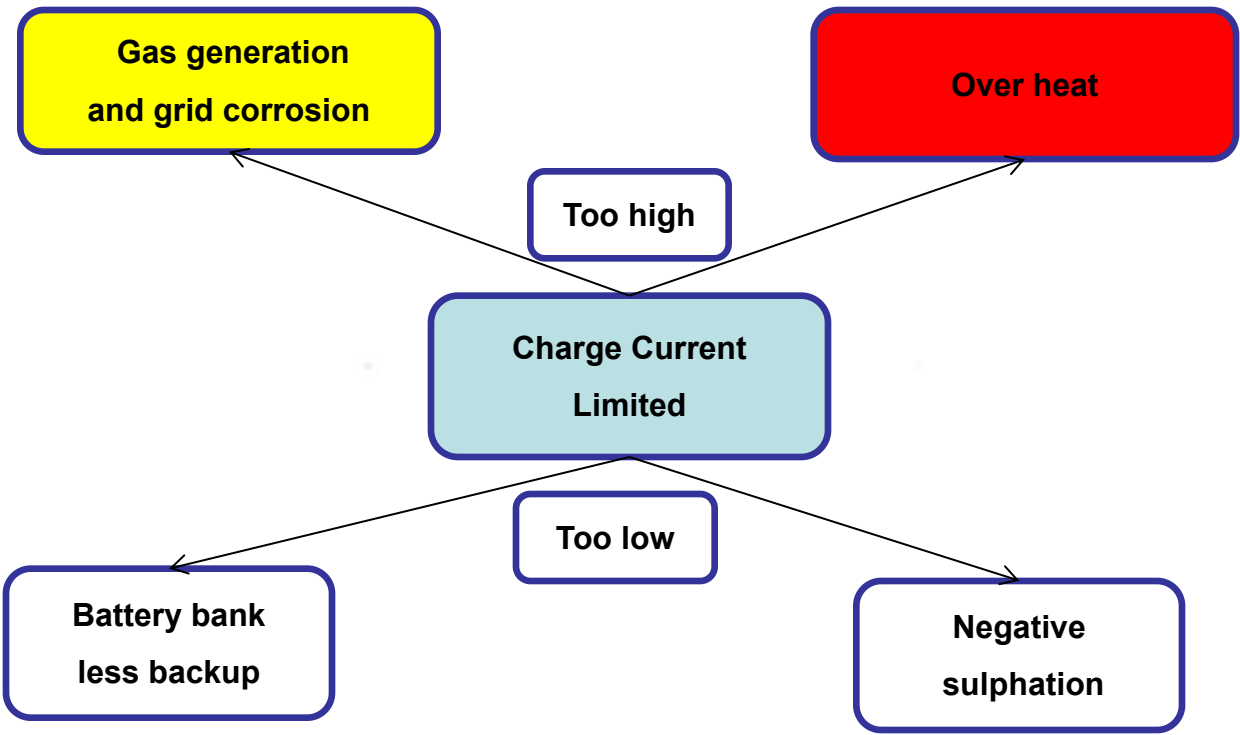 Gas generation
and grid corrosion
Over heat
Too high
Charge Current
Limited
Too low
Battery bank
less backup
Negative
sulphation